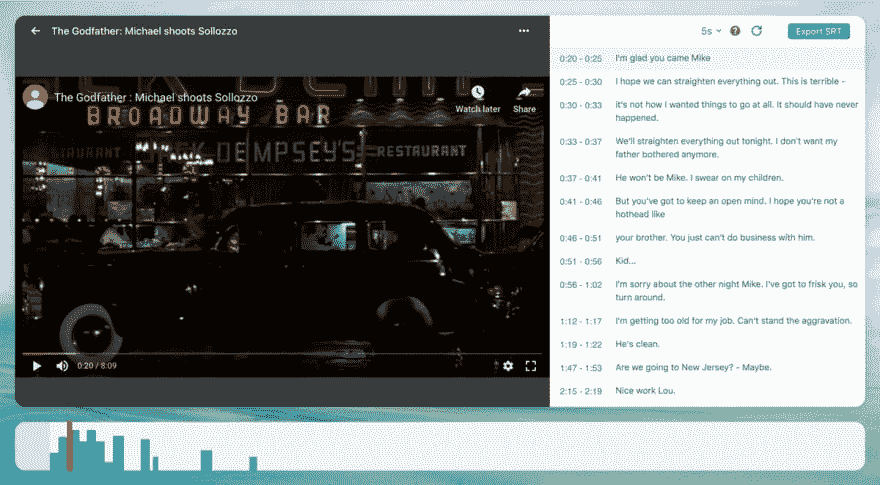 The Godfather: Michael shoots Sollozzo
5s
Export SRT
The Godfather : Michael shoots Sollozzo
Watch later
Share
BROADWAY BAR
JACK DEMPSEY'S
RESTAURANT
0:20 / 8:09
0:20 - 0:25 I'm glad you came Mike
0:25 - 0:30 I hope we can straighten everything out. This is terrible -
0:30 - 0:33 it's not how I wanted things to go at all. It should have never
happened.
0:33 - 0:37 We'll straighten everything out tonight. I don't want my
father bothered anymore.
0:37 - 0:41 He won't be Mike. I swear on my children.
0:41 - 0:46 But you've got to keep an open mind. I hope you're not a
hothead like
0:46 - 0:51 your brother. You just can't do business with him.
0:51 - 0:56 Kid...
0:56 - 1:02 I'm sorry about the other night Mike. I've got to frisk you, so
turn around.
1:12 - 1:17 I'm getting too old for my job. Can't stand the aggravation.
1:19 - 1:22 He's clean.
1:47 - 1:53 Are we going to New Jersey? - Maybe.
2:15 - 2:19 Nice work Lou.